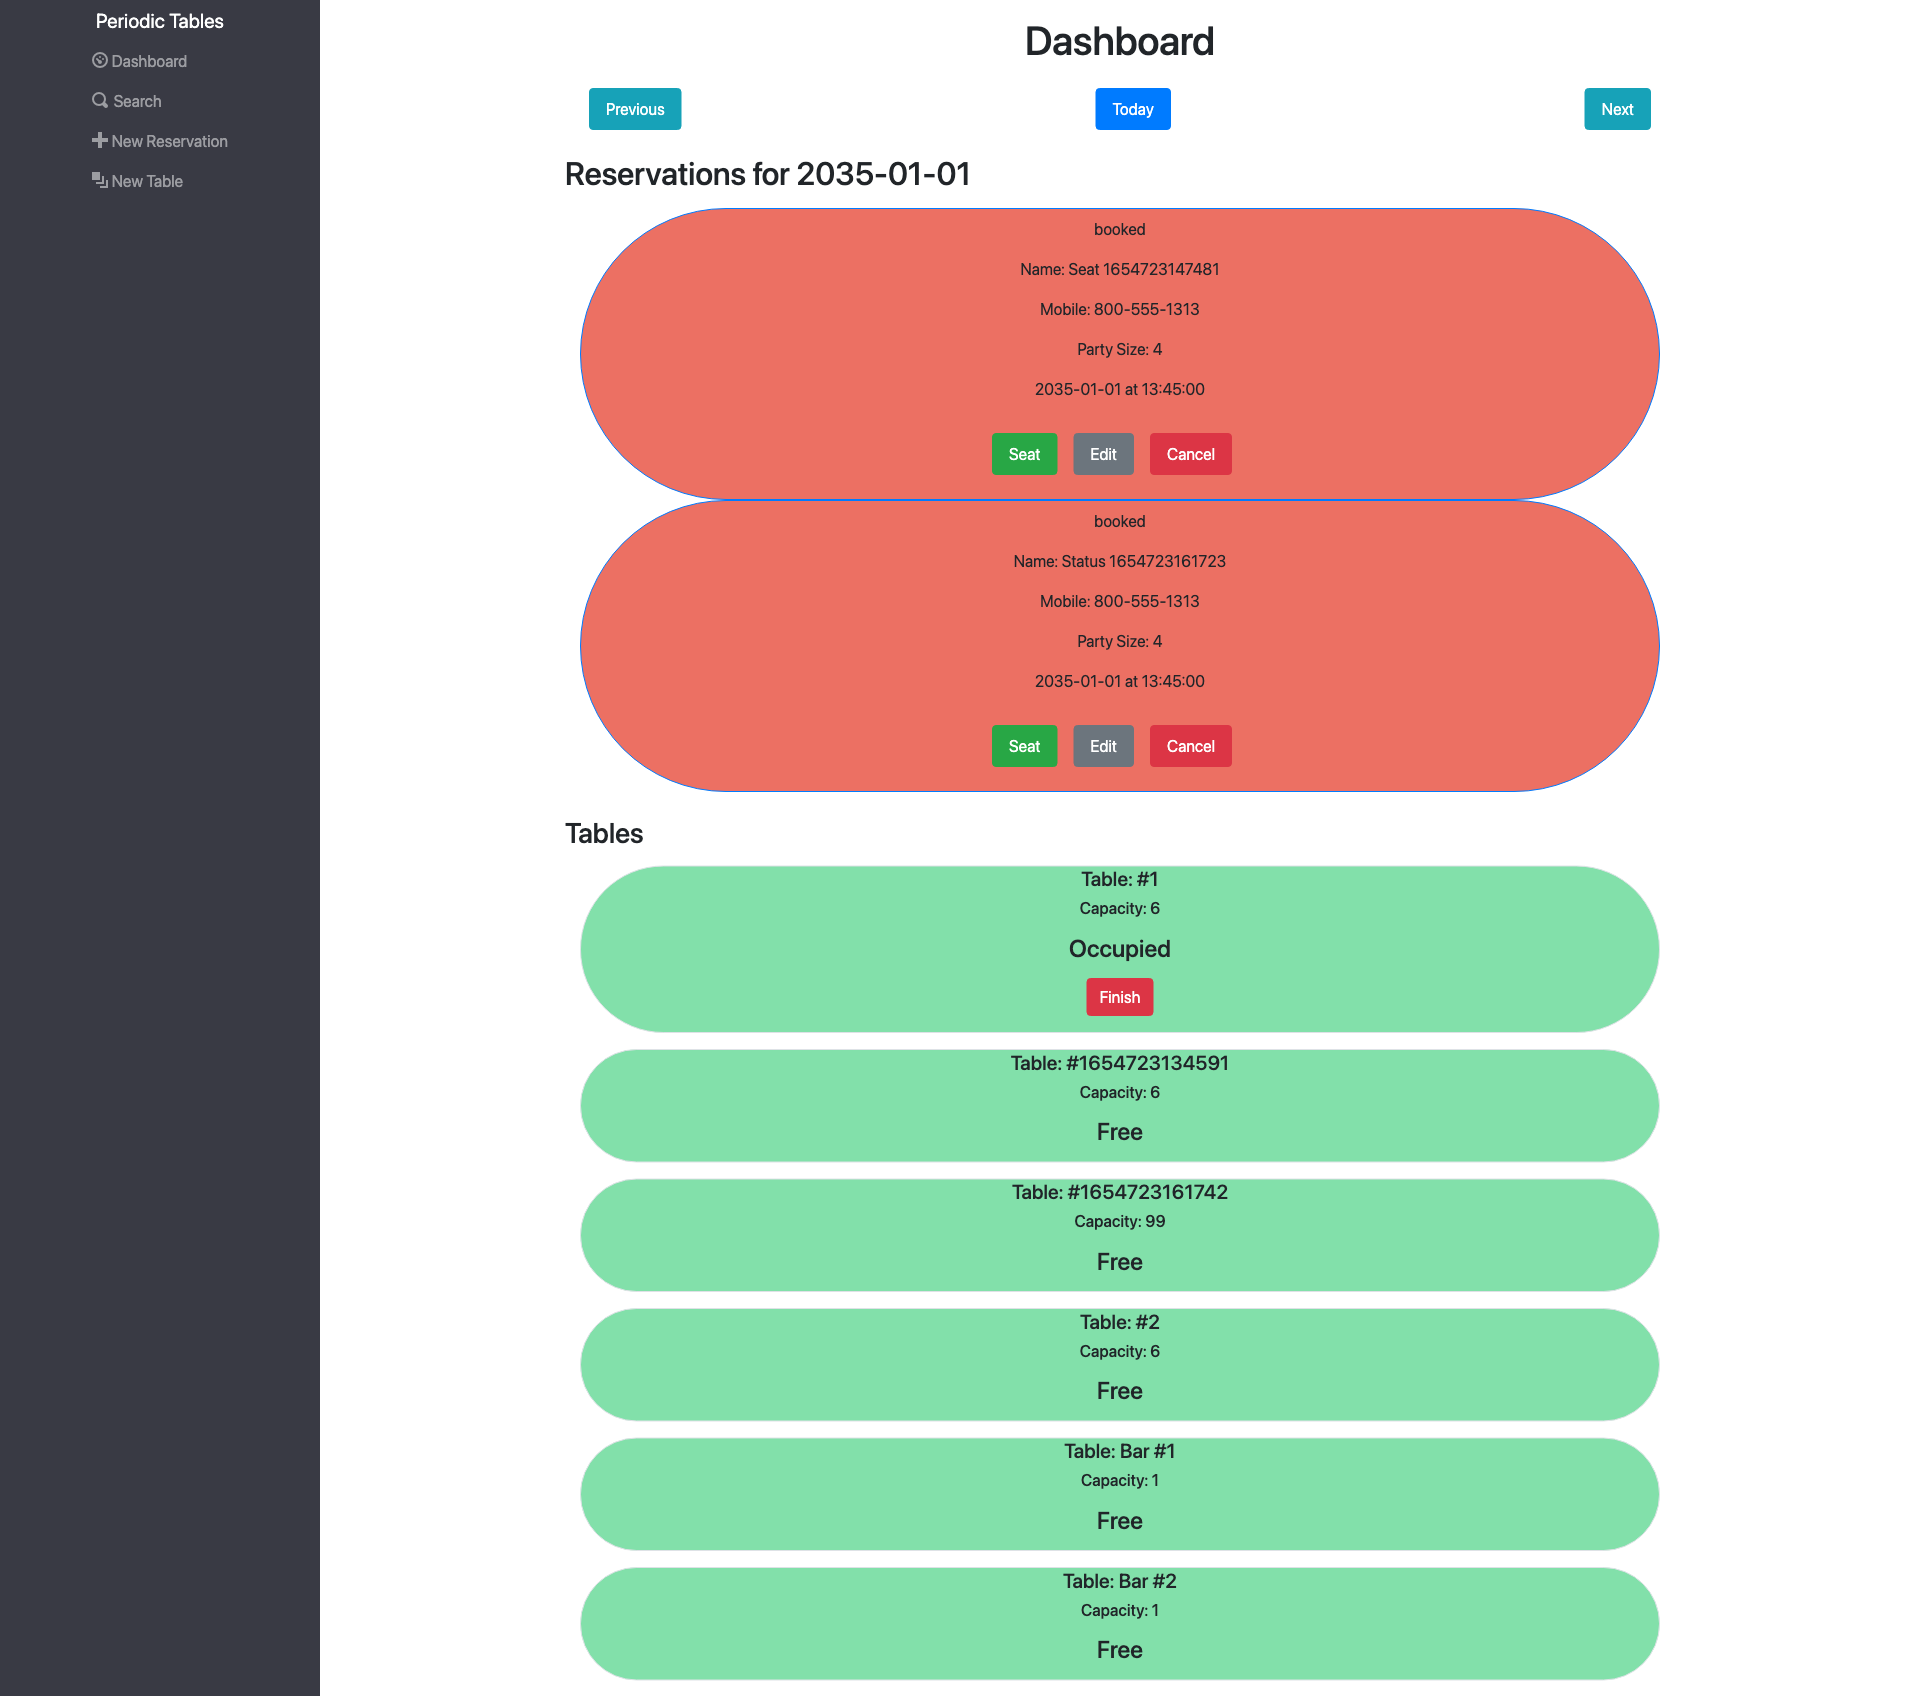 Periodic Tables
Dashboard
Search
New Reservation
New Table
Dashboard
Previous Today Next
Reservations for 2035-01-01
booked
Name: Seat 1654723147481
Mobile: 800-555-1313
Party Size: 4
2035-01-01 at 13:45:00
Seat Edit Cancel
booked
Name: Status 1654723161723
Mobile: 800-555-1313
Party Size: 4
2035-01-01 at 13:45:00
Seat Edit Cancel
Tables
Table: #1
Capacity: 6
Occupied
Finish
Table: #1654723134591
Capacity: 6
Free
Table: #1654723161742
Capacity: 99
Free
Table: #2
Capacity: 6
Free
Table: Bar #1
Capacity: 1
Free
Table: Bar #2
Capacity: 1
Free